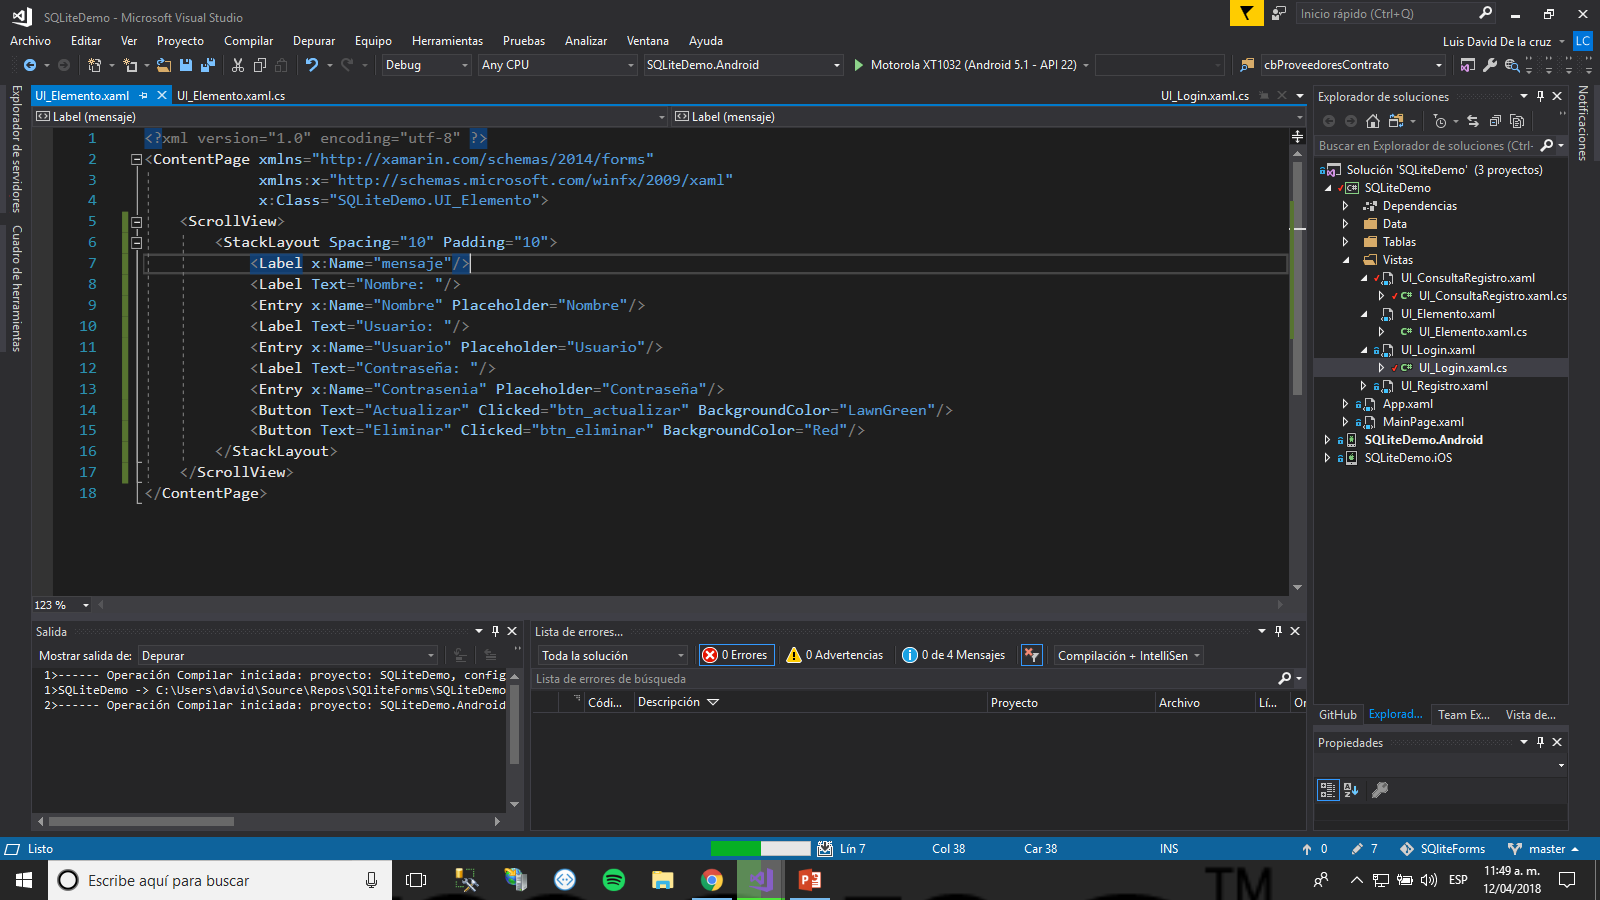 SQLiteDemo - Microsoft Visual Studio
Inicio rápido (Ctrl+Q)
Archivo Editar Ver Proyecto Compilar Depurar Equipo Herramientas Pruebas Analizar Ventana Ayuda
Luis David De la cruz LC
Debug Any CPU SQLiteDemo.Android Motorola XT1032 (Android 5.1 - API 22) cbProveedoresContrato
Explorador de servidores
Cuadro de herramientas
UI_Elemento.xaml UI_Elemento.xaml.cs UI_Login.xaml.cs
Label (mensaje) Label (mensaje)
1 <?xml version="1.0" encoding="utf-8" ?>
2 <ContentPage xmlns="http://xamarin.com/schemas/2014/forms"
3 xmlns:x="http://schemas.microsoft.com/winfx/2009/xaml"
4 x:Class="SQLiteDemo.UI_Elemento">
5 <ScrollView>
6 <StackLayout Spacing="10" Padding="10">
7 <Label x:Name="mensaje"/>
8 <Label Text="Nombre: "/>
9 <Entry x:Name="Nombre" Placeholder="Nombre"/>
10 <Label Text="Usuario: "/>
11 <Entry x:Name="Usuario" Placeholder="Usuario"/>
12 <Label Text="Contraseña: "/>
13 <Entry x:Name="Contrasenia" Placeholder="Contraseña"/>
14 <Button Text="Actualizar" Clicked="btn_actualizar" BackgroundColor="LawnGreen"/>
15 <Button Text="Eliminar" Clicked="btn_eliminar" BackgroundColor="Red"/>
16 </StackLayout>
17 </ScrollView>
18 </ContentPage>
123 %
Explorador de soluciones
Buscar en Explorador de soluciones (Ctrl-
Solución 'SQLiteDemo' (3 proyectos)
SQLiteDemo
Dependencias
Data
Tablas
Vistas
UI_ConsultaRegistro.xaml
UI_ConsultaRegistro.xaml.cs
UI_Elemento.xaml
UI_Elemento.xaml.cs
UI_Login.xaml
UI_Login.xaml.cs
UI_Registro.xaml
App.xaml
MainPage.xaml
SQLiteDemo.Android
SQLiteDemo.iOS
Notificaciones
GitHub Explorad... Team Ex... Vista de...
Propiedades
Salida
Mostrar salida de: Depurar
1>------ Operación Compilar iniciada: proyecto: SQLiteDemo, config
1>SQLiteDemo -> C:\Users\david\Source\Repos\SQliteForms\SQLiteDemo
2>------ Operación Compilar iniciada: proyecto: SQLiteDemo.Android
Lista de errores...
Toda la solución 0 Errores 0 Advertencias 0 de 4 Mensajes Compilación + IntelliSen
Lista de errores de búsqueda
Códi... Descripción Proyecto Archivo Lí... Or
Listo Lín 7 Col 38 Car 38 INS 0 7 SQliteForms master
Escribe aquí para buscar
TM
ESP
11:49 a. m.
12/04/2018